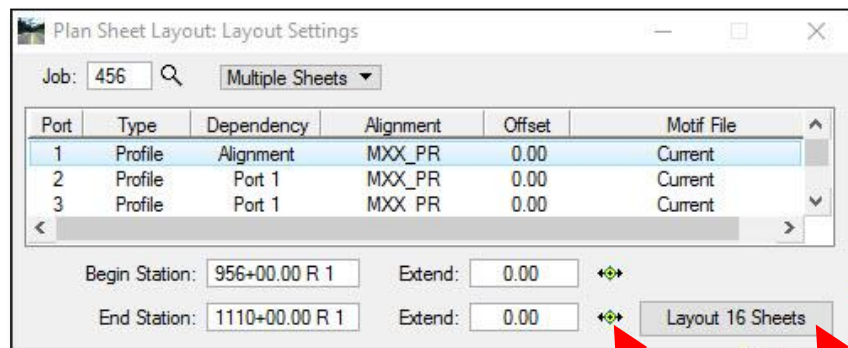 Plan Sheet Layout: Layout Settings
Job: 456 Multiple Sheets
Port Type Dependency Alignment Offset Motif File
1 Profile Alignment MXX_PR 0.00 Current
2 Profile Port 1 MXX_PR 0.00 Current
3 Profile Port 1 MXX PR 0.00 Current
Begin Station: 956+00.00 R 1 Extend: 0.00
End Station: 1110+00.00 R 1 Extend: 0.00 Layout 16 Sheets